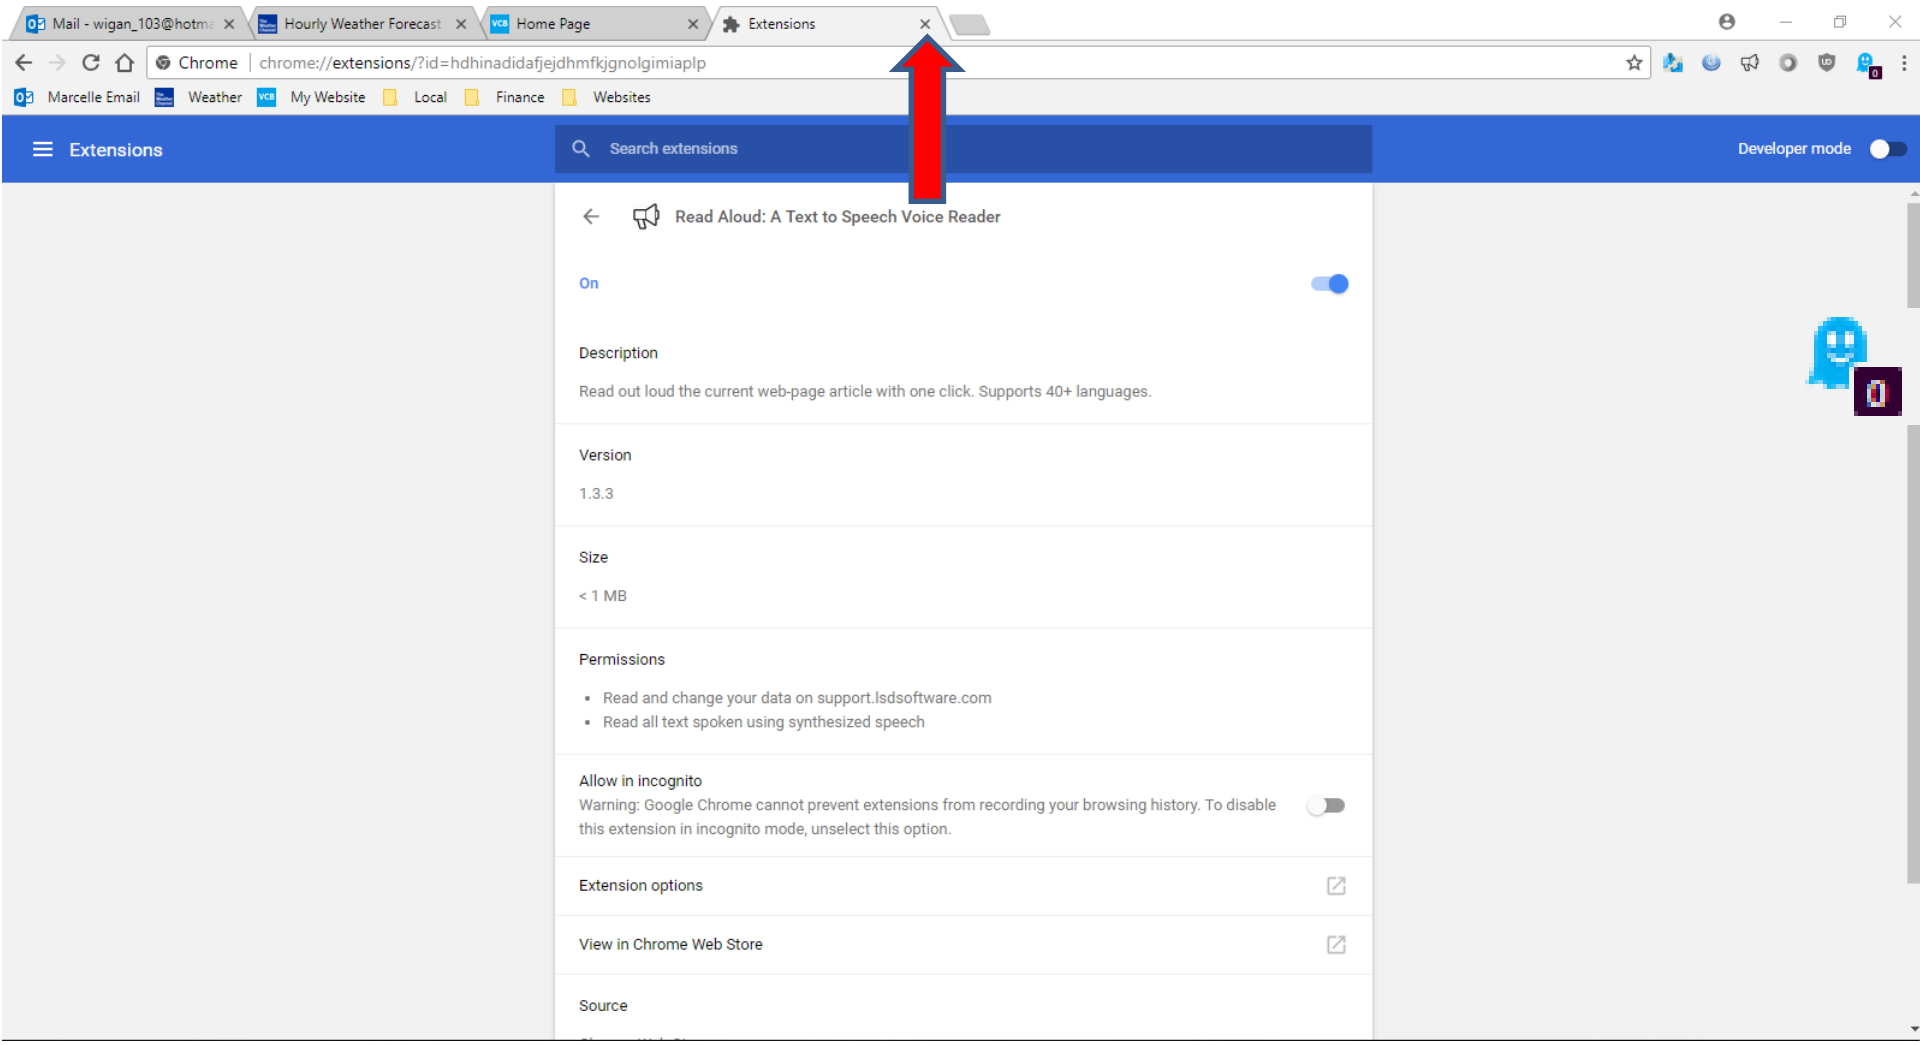 Mail - wigan_103@hotma
Hourly Weather Forecast
VCB Home Page
Extensions
Chrome chrome://extensions/?id=hdhinadidafjejdhmfkjgnolgimiaplp
Marcelle Email Weather VCB My Website Local Finance Websites
0
Extensions
Search extensions
Developer mode
Read Aloud: A Text to Speech Voice Reader
On
Description
Read out loud the current web-page article with one click. Supports 40+ languages.
0
Version
1.3.3
Size
< 1 MB
Permissions
• Read and change your data on support.lsdsoftware.com
• Read all text spoken using synthesized speech
Allow in incognito
Warning: Google Chrome cannot prevent extensions from recording your browsing history. To disable
this extension in incognito mode, unselect this option.
Extension options
View in Chrome Web Store
Source